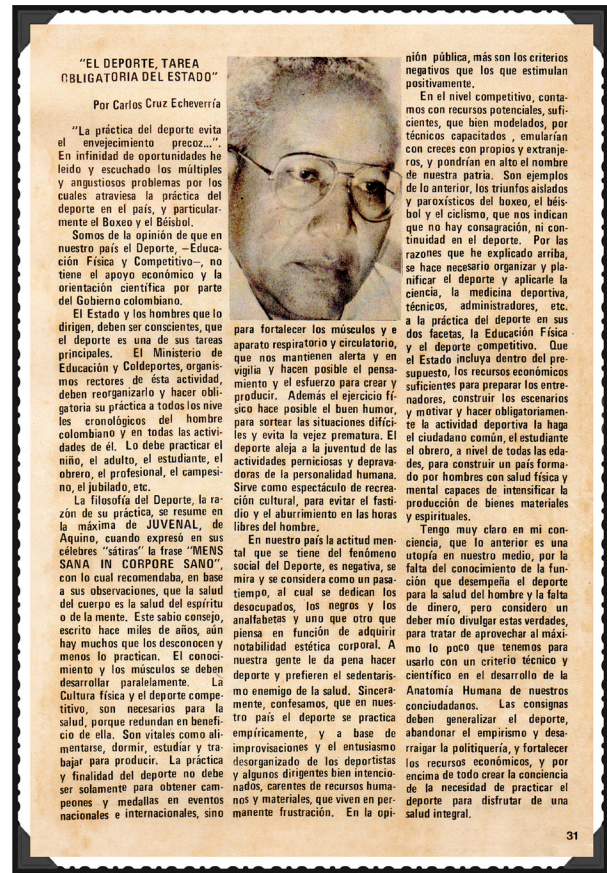 "EL DEPORTE, TAREA
OBLIGATORIA DEL ESTADO"
Por Carlos Cruz Echeverría
"La práctica del deporte evita
el envejecimiento precoz...".
En infinidad de oportunidades he
leido y escuchado los múltiples
y angustiosos problemas por los
cuales atraviesa la práctica del
deporte en el país, y particular-
mente el Boxeo y el Béisbol.
Somos de la opinión de que en
nuestro país el Deporte, —Educa-
ción Física y Competitivo—, no
tiene el apoyo económico y la
orientación científica por parte
del Gobierno colombiano.
El Estado y los hombres que lo
dirigen, deben ser conscientes, que
el deporte es una de sus tareas
principales. El Ministerio de
Educación y Coldeportes, organis-
mos rectores de ésta actividad,
deben reorganizarlo y hacer obli-
gatoria su práctica a todos los nive
les cronológicos del hombre
colombiano y en todas las activi-
dades de él. Lo debe practicar el
niño, el adulto, el estudiante, el
obrero, el profesional, el campesi-
no, el jubilado, etc.
La filosofía del Deporte, la ra-
zón de su práctica, se resume en
la máxima de JUVENAL, de
Aquino, cuando expresó en sus
célebres "sátiras" la frase "MENS
SANA IN CORPORE SANO",
con lo cual recomendaba, en base
a sus observaciones, que la salud
del cuerpo es la salud del espíritu
o de la mente. Este sabio consejo,
escrito hace miles de años, aún
hay muchos que los desconocen y
menos lo practican. El conoci-
miento y los músculos se deben
desarrollar paralelamente. La
Cultura física y el deporte compe-
titivo, son necesarios para la
salud, porque redundan en benefi-
cio de ella. Son vitales como ali-
mentarse, dormir, estudiar y tra-
bajar para producir. La práctica
y finalidad del deporte no debe
ser solamente para obtener cam-
peones y medallas en eventos
nacionales e internacionales, sino
para fortalecer los músculos y e
aparato respiratorio y circulatorio,
que nos mantienen alerta y en
vigilia y hacen posible el pensa-
miento y el esfuerzo para crear y
producir. Además el ejercicio fí-
sico hace posible el buen humor,
para sortear las situaciones difíci-
les y evita la vejez prematura. El
deporte aleja a la juventud de las
actividades perniciosas y deprava-
doras de la personalidad humana.
Sirve como espectáculo de recrea-
ción cultural, para evitar el fasti-
dio y el aburrimiento en las horas
libres del hombre.
En nuestro país la actitud men-
tal que se tiene del fenómeno
social del Deporte, es negativa, se
mira y se considera como un pasa-
tiempo, al cual se dedican los
desocupados, los negros y los
analfabetas y uno que otro que
piensa en función de adquirir
notabilidad estética corporal. A
nuestra gente le da pena hacer
deporte y prefieren el sedentaris-
mo enemigo de la salud. Sincera-
mente, confesamos, que en nues-
tro país el deporte se practica
empíricamente, y a base de
improvisaciones y el entusiasmo
desorganizado de los deportistas
y algunos dirigentes bien intencio-
nados, carentes de recursos huma-
nos y materiales, que viven en per-
manente frustración. En la opi-
nión pública, más son los criterios
negativos que los que estimulan
positivamente.
En el nivel competitivo, conta-
mos con recursos potenciales, sufi-
cientes, que bien modelados, por
técnicos capacitados , emularían
con creces con propios y extranje-
ros, y pondrían en alto el nombre
de nuestra patria. Son ejemplos
de lo anterior, los triunfos aislados
y paroxísticos del boxeo, el béis-
bol y el ciclismo, que nos indican
que no hay consagración, ni con-
tinuidad en el deporte. Por las
razones que he explicado arriba,
se hace necesario organizar y pla-
nificar el deporte y aplicarle la
ciencia, la medicina deportiva,
técnicos, administradores, etc.
a la práctica del deporte en sus
dos facetas, la Educación Física
y el deporte competitivo. Que
el Estado incluya dentro del pre-
supuesto, los recursos económicos
suficientes para preparar los entre-
nadores, construir los escenarios
y motivar y hacer obligatoriamen-
te la actividad deportiva la haga
el ciudadano común, el estudiante
el obrero, a nivel de todas las eda-
des, para construir un país forma-
do por hombres con salud física y
mental capaces de intensificar la
producción de bienes materiales
y espirituales.
Tengo muy claro en mi con-
ciencia, que lo anterior es una
utopía en nuestro medio, por la
falta del conocimiento de la fun-
ción que desempeña el deporte
para la salud del hombre y la falta
de dinero, pero considero un
deber mío divulgar estas verdades,
para tratar de aprovechar al máxi-
mo lo poco que tenemos para
usarlo con un criterio técnico y
científico en el desarrollo de la
Anatomía Humana de nuestros
conciudadanos. Las consignas
deben generalizar el deporte,
abandonar el empirismo y desa-
rraigar la politiquería, y fortalecer
los recursos económicos, y por
encima de todo crear la conciencia
de la necesidad de practicar el
deporte para disfrutar de una
salud integral.
31